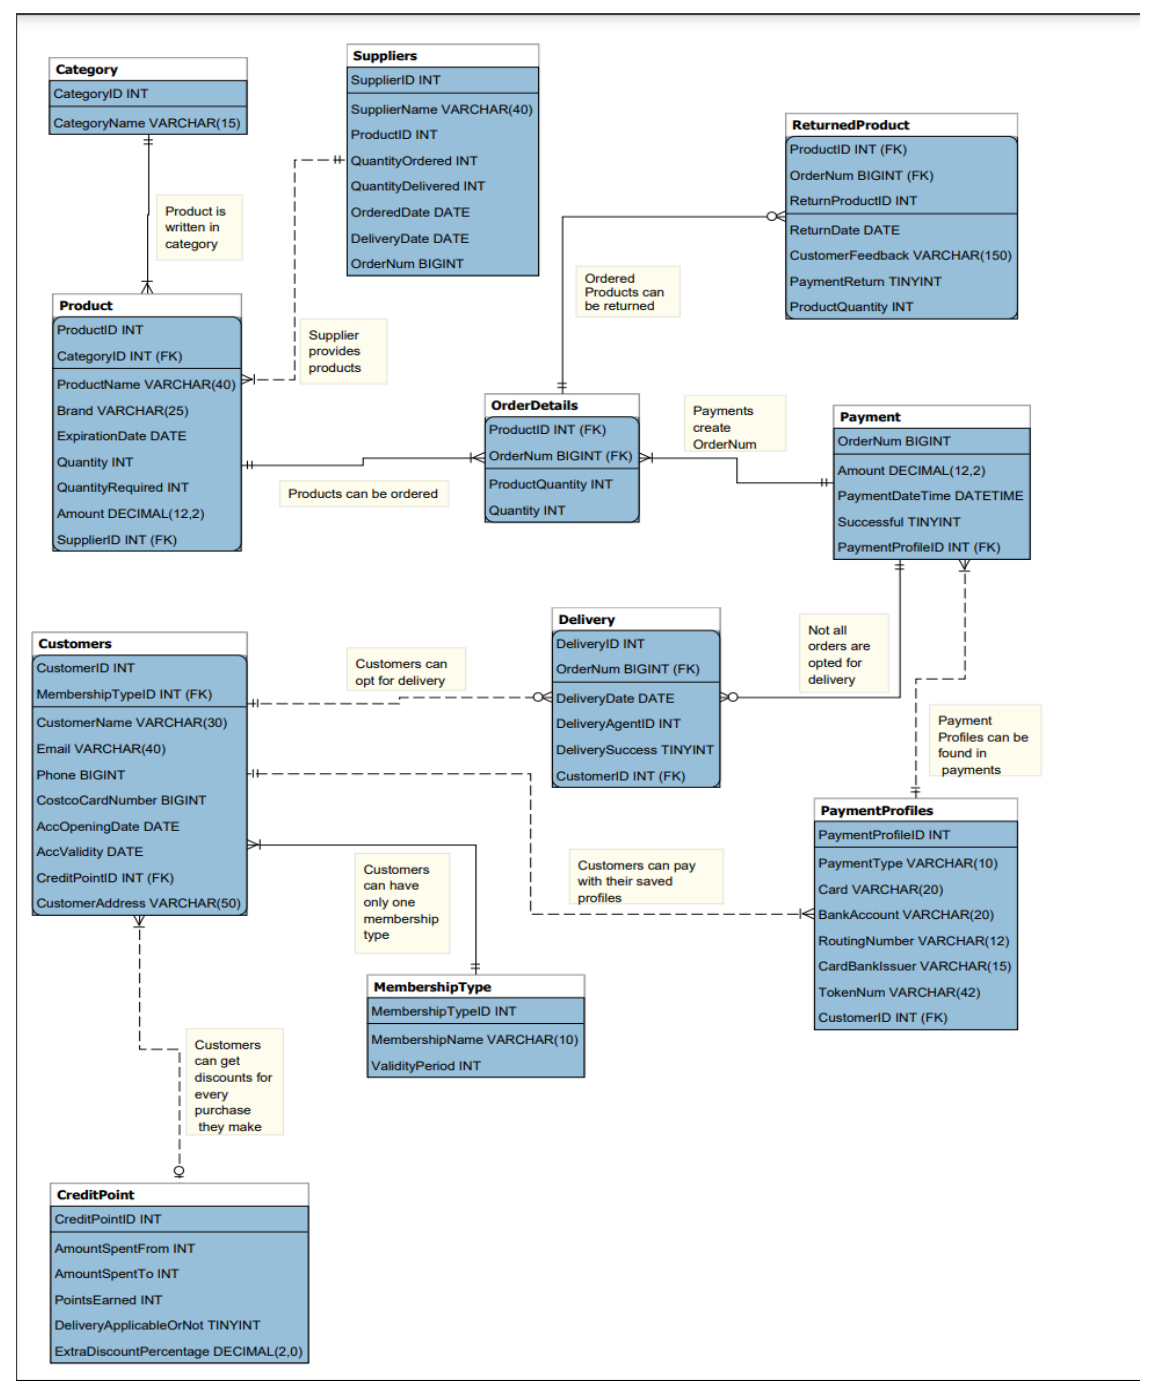 Category
CategoryID INT
CategoryName VARCHAR(15)
Suppliers
SupplierID INT
SupplierName VARCHAR(40)
ProductID INT
QuantityOrdered INT
QuantityDelivered INT
OrderedDate DATE
DeliveryDate DATE
OrderNum BIGINT
ReturnedProduct
ProductID INT (FK)
OrderNum BIGINT (FK)
ReturnProductID INT
ReturnDate DATE
CustomerFeedback VARCHAR(150)
PaymentReturn TINYINT
ProductQuantity INT
Product is
written in
category
Ordered
Products can
be returned
Product
ProductID INT
CategoryID INT (FK)
ProductName VARCHAR(40)
Brand VARCHAR(25)
ExpirationDate DATE
Quantity INT
QuantityRequired INT
Amount DECIMAL(12,2)
SupplierID INT (FK)
Supplier
provides
products
OrderDetails
ProductID INT (FK)
OrderNum BIGINT (FK)
ProductQuantity INT
Quantity INT
Payments
create
OrderNum
Payment
OrderNum BIGINT
Amount DECIMAL(12,2)
PaymentDateTime DATETIME
Successful TINYINT
PaymentProfileID INT (FK)
Products can be ordered
Customers
CustomerID INT
MembershipTypeID INT (FK)
CustomerName VARCHAR(30)
Email VARCHAR(40)
Phone BIGINT
CostcoCardNumber BIGINT
AccOpeningDate DATE
AccValidity DATE
CreditPointID INT (FK)
CustomerAddress VARCHAR(50)
Customers can
opt for delivery
Delivery
DeliveryID INT
OrderNum BIGINT (FK)
DeliveryDate DATE
DeliveryAgentID INT
DeliverySuccess TINYINT
CustomerID INT (FK)
Not all
orders are
opted for
delivery
Payment
Profiles can be
found in
payments
Customers
can have
only one
membership
type
Customers can pay
with their saved
profiles
PaymentProfiles
PaymentProfileID INT
PaymentType VARCHAR(10)
Card VARCHAR(20)
BankAccount VARCHAR(20)
RoutingNumber VARCHAR(12)
CardBankIssuer VARCHAR(15)
TokenNum VARCHAR(42)
CustomerID INT (FK)
MembershipType
MembershipTypeID INT
MembershipName VARCHAR(10)
ValidityPeriod INT
Customers
can get
discounts for
every
purchase
they make
CreditPoint
CreditPointID INT
AmountSpentFrom INT
AmountSpentTo INT
PointsEarned INT
DeliveryApplicableOrNot TINYINT
ExtraDiscountPercentage DECIMAL(2,0)